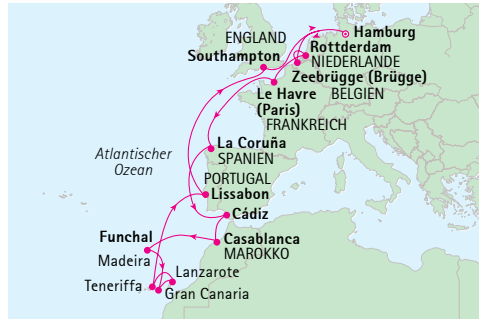 Hamburg
ENGLAND
Rottderdam
Southampton
NIEDERLANDE
Zeebrügge (Brügge)
Le Havre
(Paris)
BELGIEN
FRANKREICH
La Coruña
SPANIEN
Atlantischer
Ozean
PORTUGAL
Lissabon
Cádiz
Funchal
Casablanca
MAROKKO
Madeira
Lanzarote
Teneriffa
Gran Canaria